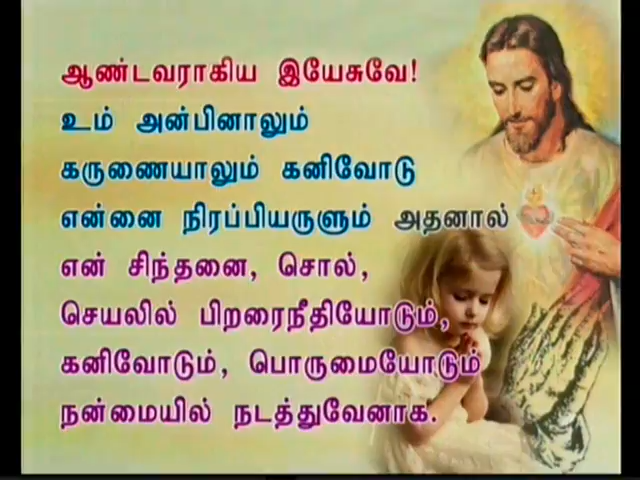 ஆண்டவராகிய இயேசுவே!
உம் அன்பினாலும்
கருணையாலும் கனிவோடு
என்னை நிரப்பியருளும் அதனால்
என் சிந்தனை, சொல்,
செயலில் பிறரைநீதியோடும்,
கனிவோடும், பொருமையோடும்
நன்மையில் நடத்துவேனாக.